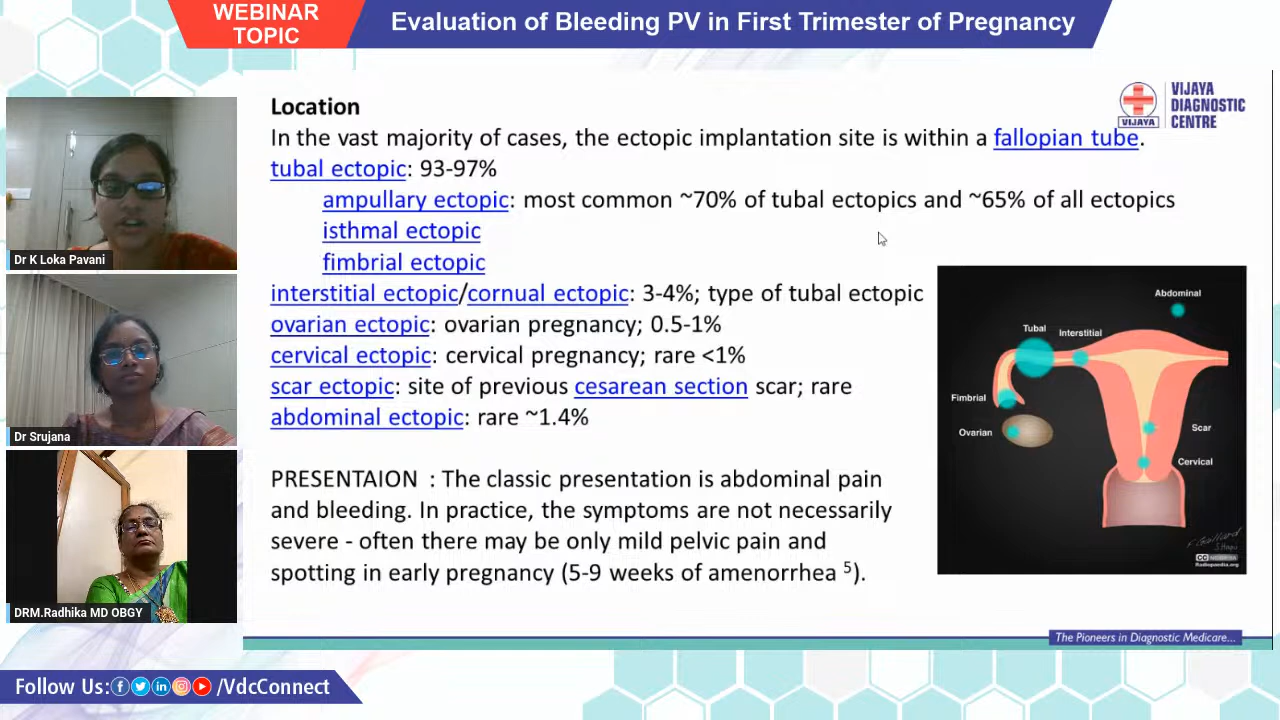 WEBINAR
TOPIC
Evaluation of Bleeding PV in First Trimester of Pregnancy
VIJAYA
VIJAYA
DIAGNOSTIC
CENTRE
Dr K Loka Pavani
Dr Srujana
DRM.Radhika MD OBGY
Location
In the vast majority of cases, the ectopic implantation site is within a fallopian tube.
tubal ectopic: 93-97%
ampullary ectopic: most common ~70% of tubal ectopics and ~65% of all ectopics
isthmal ectopic
fimbrial ectopic
interstitial ectopic/cornual ectopic: 3-4%; type of tubal ectopic
ovarian ectopic: ovarian pregnancy; 0.5-1%
cervical ectopic: cervical pregnancy; rare <1%
scar ectopic: site of previous cesarean section scar; rare
abdominal ectopic: rare ~1.4%
PRESENTAION : The classic presentation is abdominal pain
and bleeding. In practice, the symptoms are not necessarily
severe - often there may be only mild pelvic pain and
spotting in early pregnancy (5-9 weeks of amenorrhea 5).
Abdominal
Tubal
Interstitial
Fimbrial
Ovarian
Scar
Cervical
Radiopaedia.org
The Pioneers in Diagnostic Medicare...
Follow Us: /VdcConnect